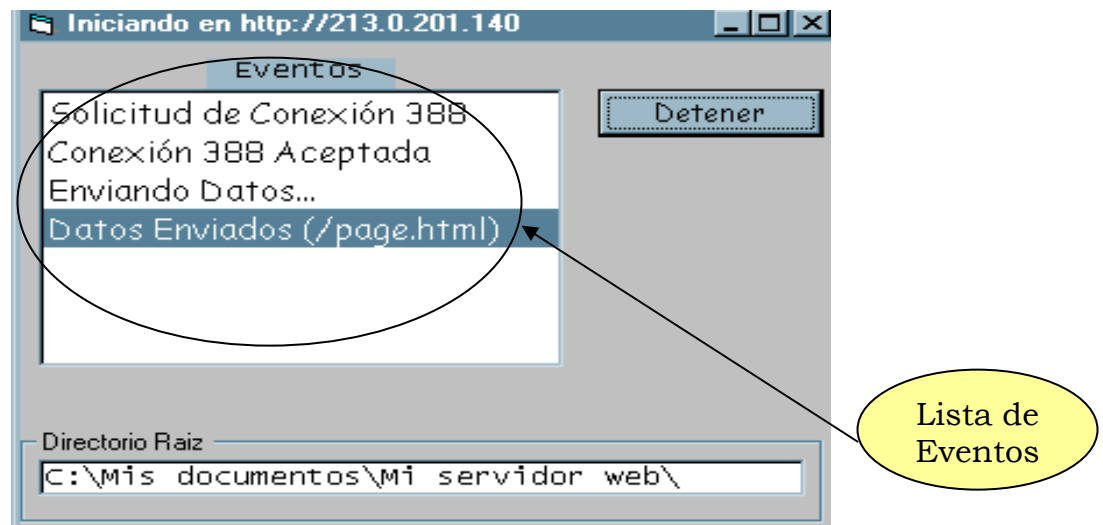 Iniciando en http://213.0.201.140
Eventos
Solicitud de Conexión 388
Detener
Conexión 388 Aceptada
Enviando Datos...
Datos Enviados (/page.html)
Lista de
Eventos
Directorio Raiz
C:\Mis documentos\Mi servidor web\